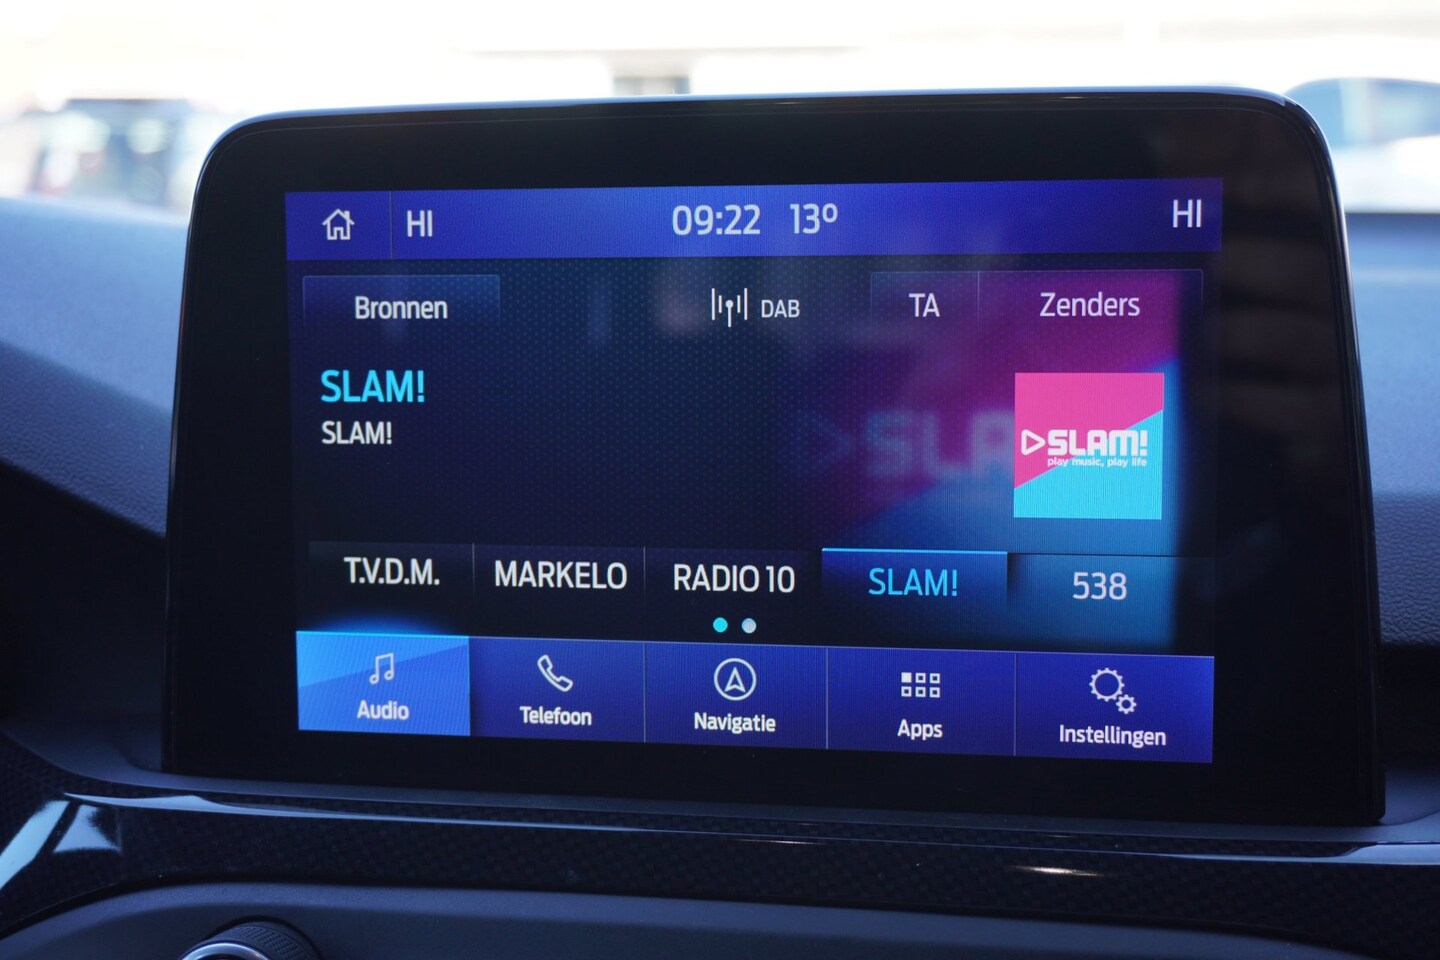 HI 09:22 13º HI
Bronnen DAB TA Zenders
SLAM!
SLAM!
SLAM!
play music, play life
T.V.D.M. MARKELO RADIO 10 SLAM! 538
Audio Telefoon Navigatie Apps Instellingen